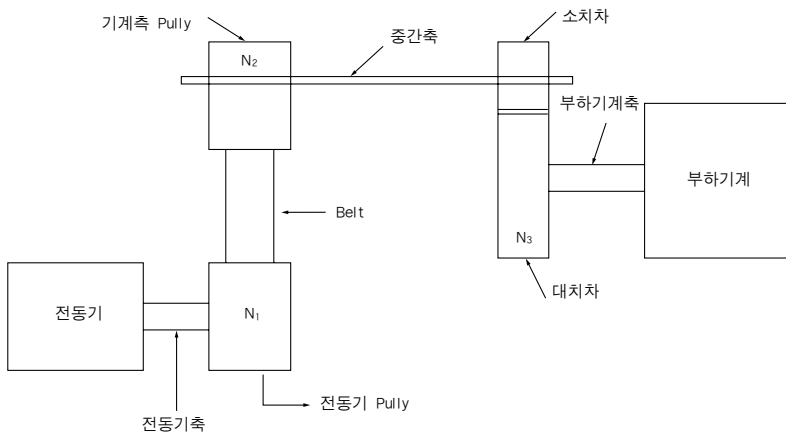 기계측 Pully
중간축
소치차
N₂
부하기계축
부하기계
Belt
N₃
대치차
전동기
N₁
전동기 Pully
전동기축